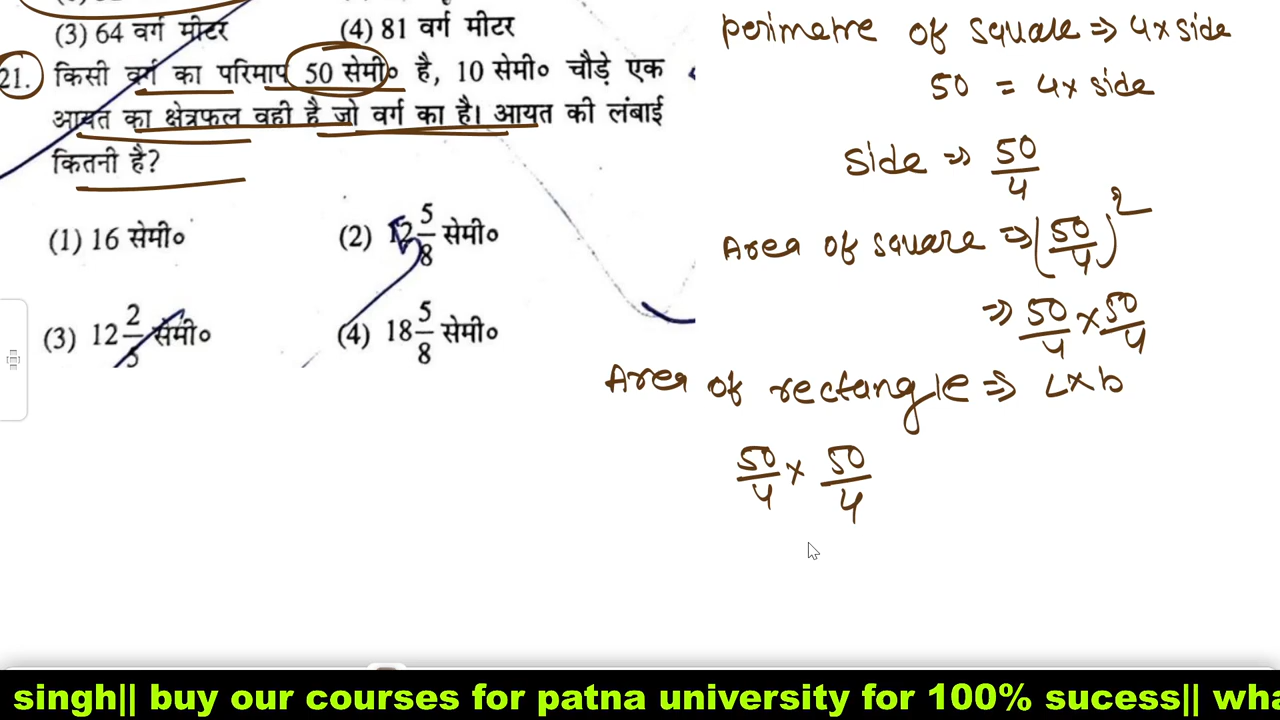 (3) 64 वर्ग मीटर (4) 81 वर्ग मीटर
21. किसी वर्ग का परिमाप 50 सेमी० है, 10 सेमी० चौड़े एक
आयत का क्षेत्रफल वही है जो वर्ग का है। आयत की लंबाई
कितनी है?
(1) 16 सेमी०
(2) 5/8 सेमी०
(3) 12 2/5 सेमी०
(4) 18 5/8 सेमी०
perimetre of square ⇒ 4 x side
50 = 4 x side
Side ⇒ 50/4
Area of square ⇒ (50/4)²
⇒ 50/4 x 50/4
Area of rectangle ⇒ L x b
50/4 x 50/4
singh|| buy our courses for patna university for 100% sucess|| wha